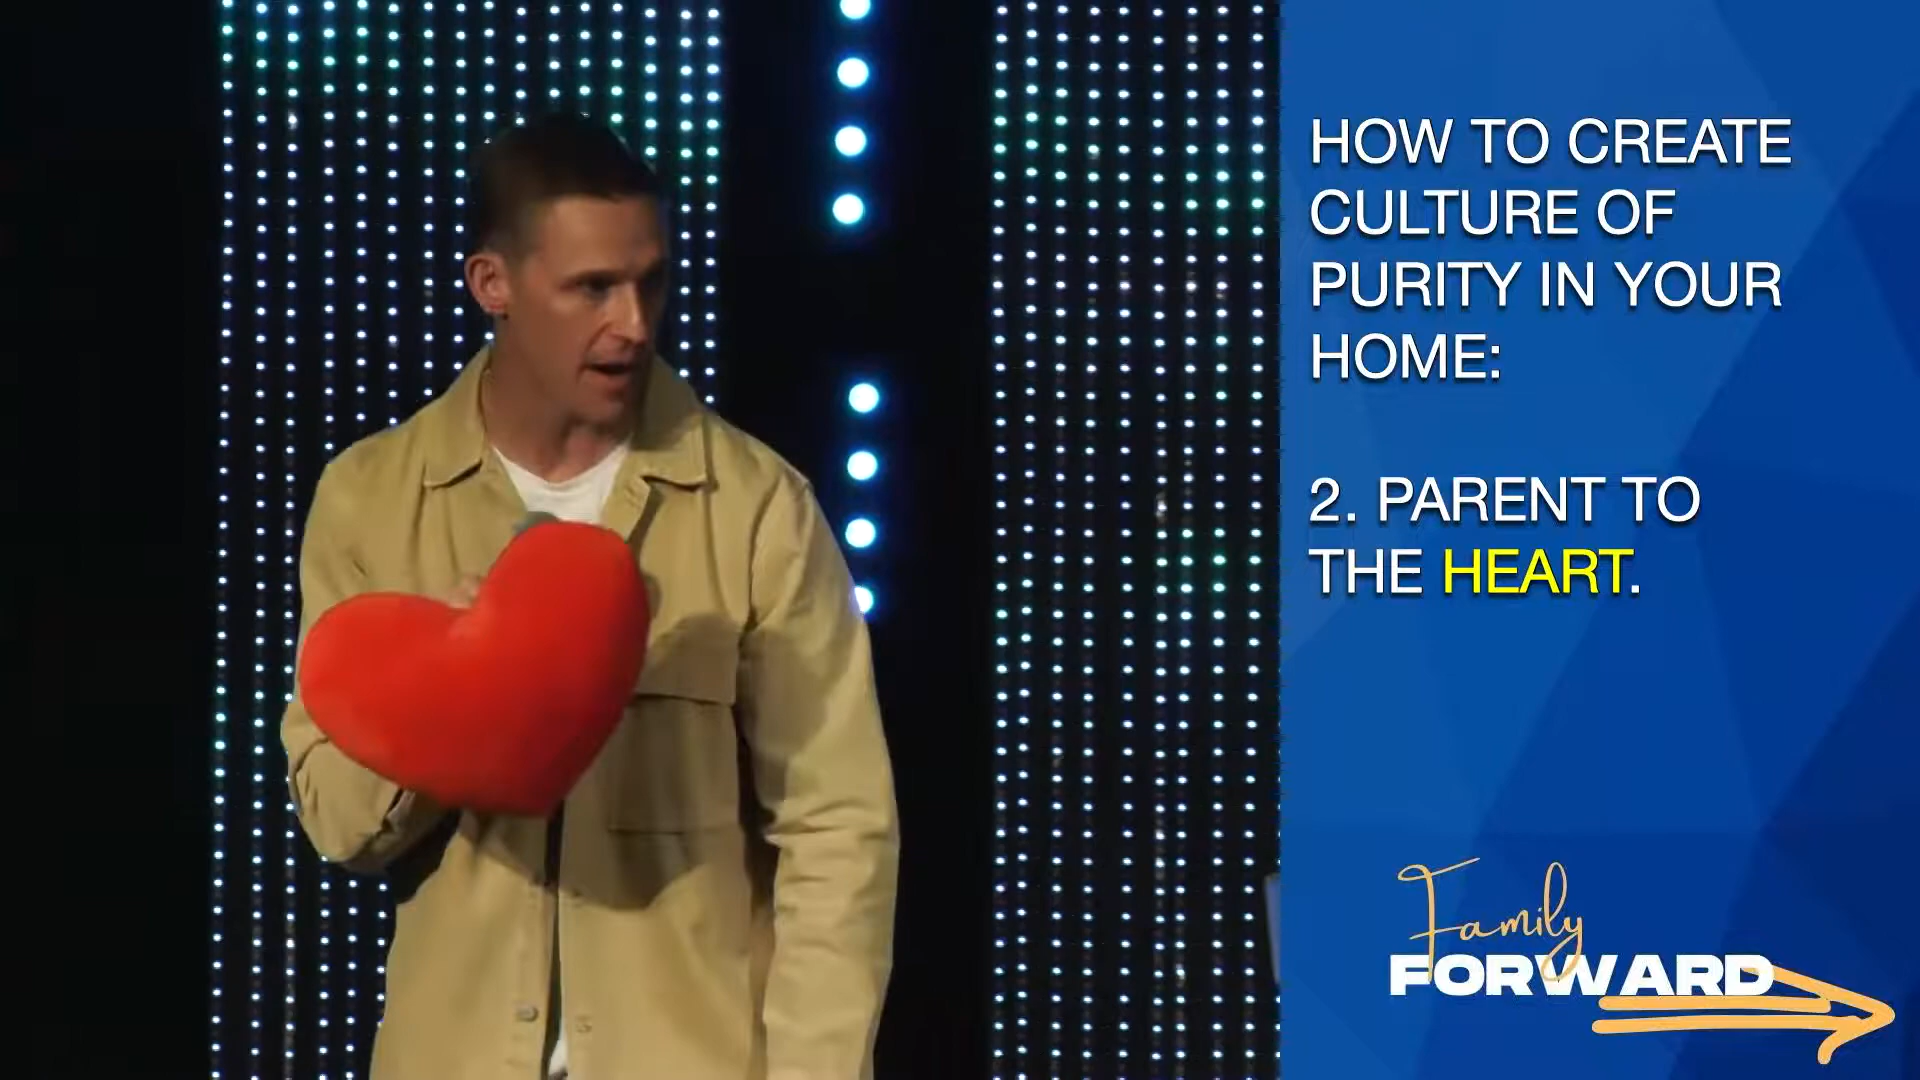 HOW TO CREATE
CULTURE OF
PURITY IN YOUR
HOME:
2. PARENT TO
THE HEART.
Family
FORWARD